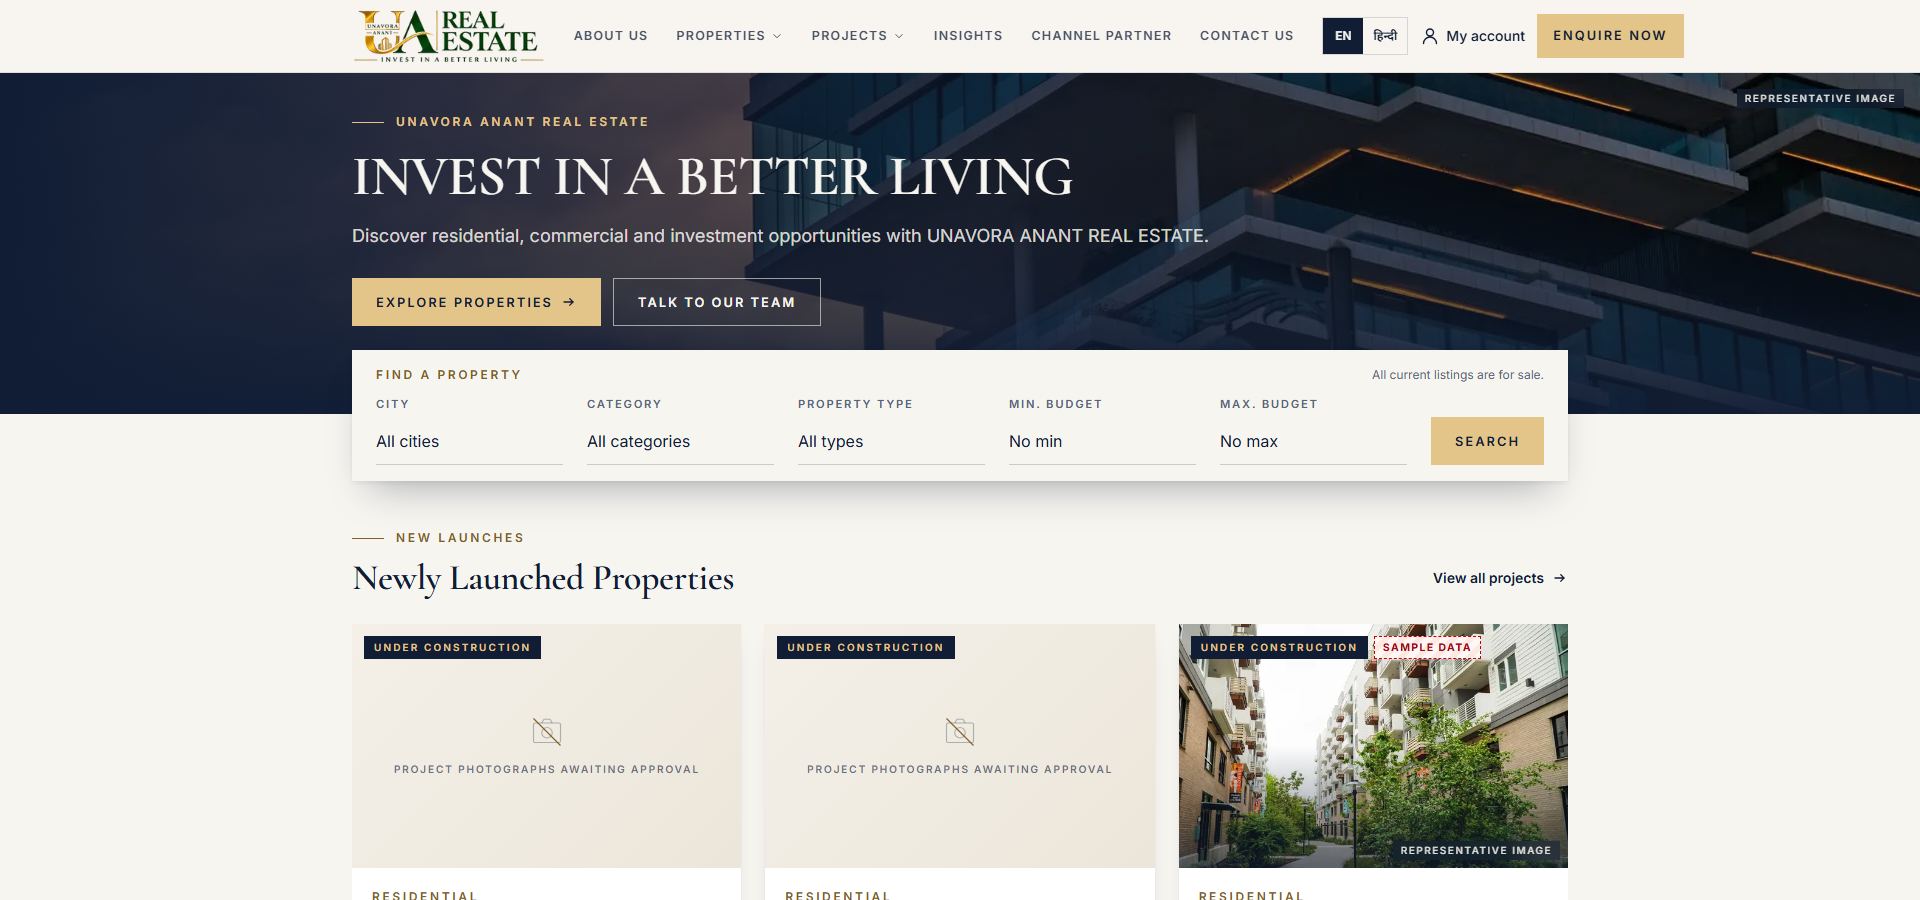 UNAVORA
ANANT
UA REAL
ESTATE
INVEST IN A BETTER LIVING
ABOUT US
PROPERTIES
PROJECTS
INSIGHTS
CHANNEL PARTNER
CONTACT US
EN
हिन्दी
My account
ENQUIRE NOW
REPRESENTATIVE IMAGE
UNAVORA ANANT REAL ESTATE
INVEST IN A BETTER LIVING
Discover residential, commercial and investment opportunities with UNAVORA ANANT REAL ESTATE.
EXPLORE PROPERTIES →
TALK TO OUR TEAM
FIND A PROPERTY
All current listings are for sale.
CITY
CATEGORY
PROPERTY TYPE
MIN. BUDGET
MAX. BUDGET
All cities
All categories
All types
No min
No max
SEARCH
NEW LAUNCHES
Newly Launched Properties
View all projects →
UNDER CONSTRUCTION
PROJECT PHOTOGRAPHS AWAITING APPROVAL
RESIDENTIAL
UNDER CONSTRUCTION
PROJECT PHOTOGRAPHS AWAITING APPROVAL
RESIDENTIAL
UNDER CONSTRUCTION
SAMPLE DATA
REPRESENTATIVE IMAGE
RESIDENTIAL